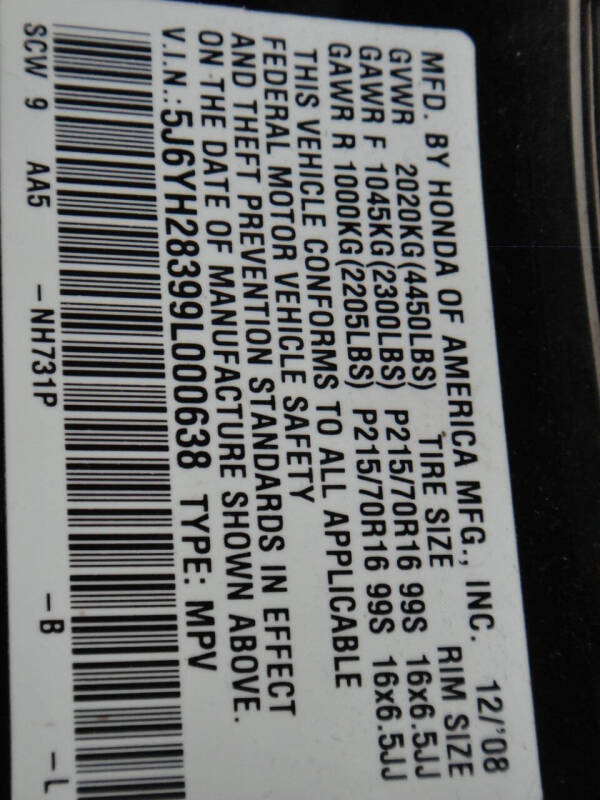 MFD. BY HONDA OF AMERICA MFG., INC. 12/'08
GVWR 2020KG(4450LBS) TIRE SIZE RIM SIZE
GAWR F 1045KG(2300LBS) P215/70R16 99S 16x6.5JJ
GAWR R 1000KG(2205LBS) P215/70R16 99S 16x6.5JJ
THIS VEHICLE CONFORMS TO ALL APPLICABLE
FEDERAL MOTOR VEHICLE SAFETY
AND THEFT PREVENTION STANDARDS IN EFFECT
ON THE DATE OF MANUFACTURE SHOWN ABOVE.
V.I.N.:5J6YH28399L000638 TYPE: MPV
SCW 9 AA5 -NH731P -B -L